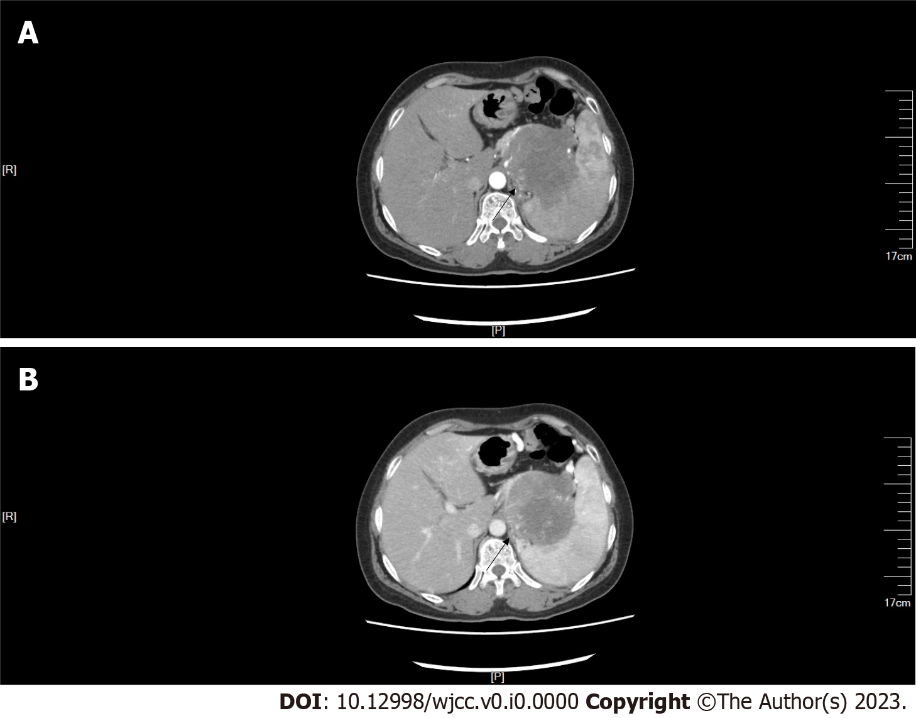 A
[R]
17cm
[P]
B
[R]
17cm
[P]
DOI: 10.12998/wjcc.v0.i0.0000 Copyright ©The Author(s) 2023.